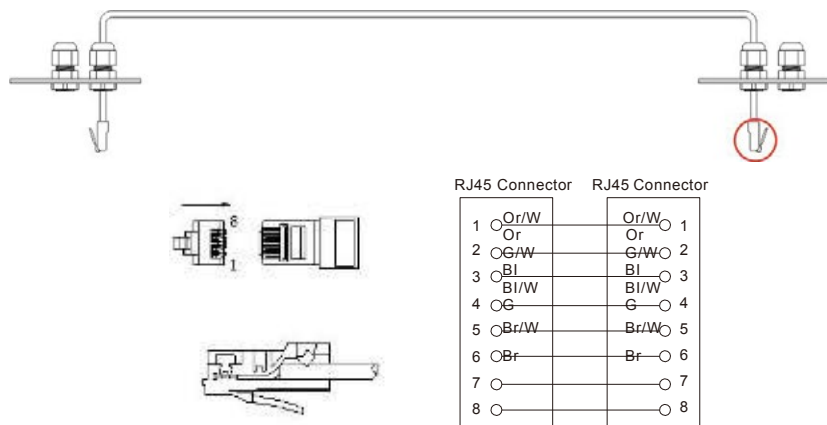 RJ45 Connector RJ45 Connector
8
1
1 Or/W Or/W 1
Or Or
2 G/W G/W 2
3 Bl Bl 3
Bl/W Bl/W
4 G G 4
5 Br/W Br/W 5
6 Br Br 6
7 7
8 8